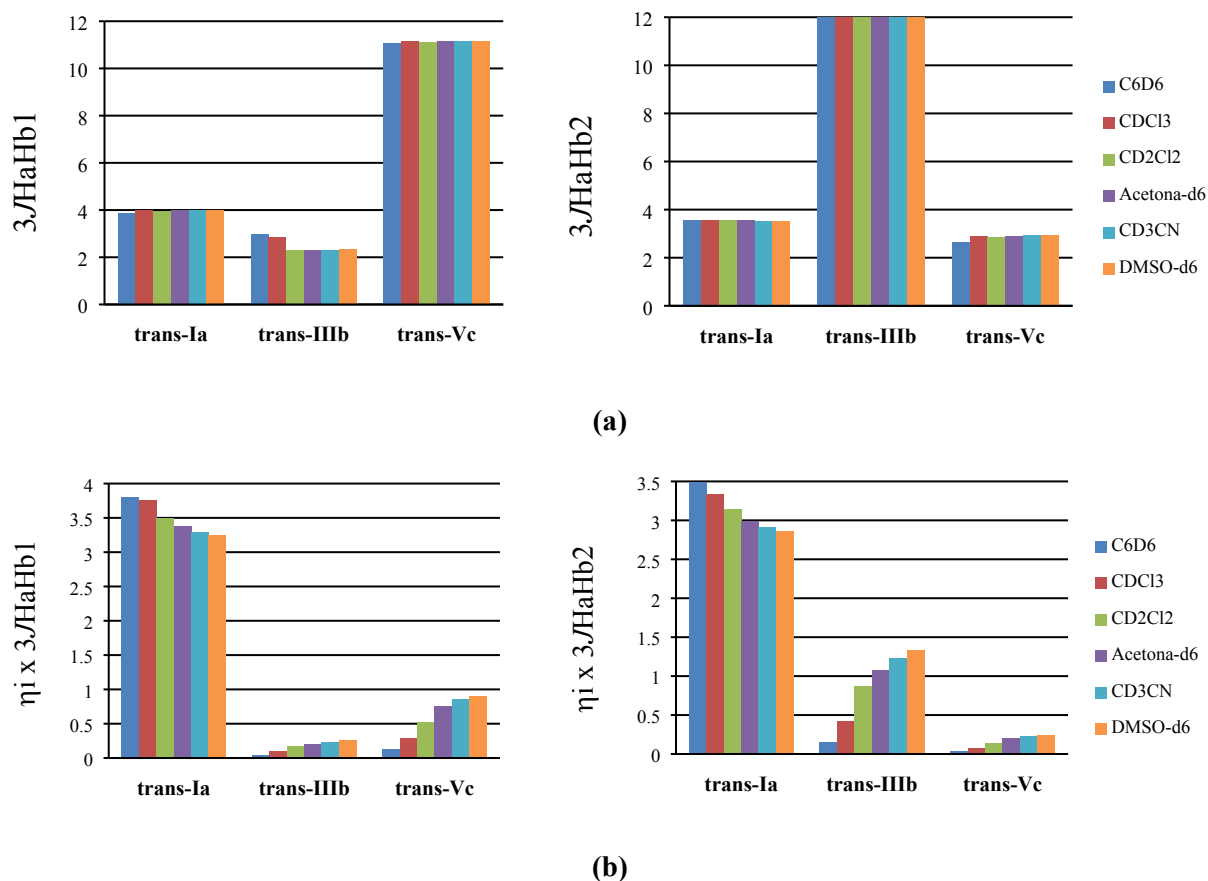 3JHaHb1
12
10
8
6
4
2
0
trans-Ia trans-IIIb trans-Vc
3JHaHb2
12
10
8
6
4
2
0
trans-Ia trans-IIIb trans-Vc
C6D6
CDCl3
CD2Cl2
Acetona-d6
CD3CN
DMSO-d6
(a)
ηi x 3JHaHb1
4
3.5
3
2.5
2
1.5
1
0.5
0
trans-Ia trans-IIIb trans-Vc
ηi x 3JHaHb2
3.5
3
2.5
2
1.5
1
0.5
0
trans-Ia trans-IIIb trans-Vc
C6D6
CDCl3
CD2Cl2
Acetona-d6
CD3CN
DMSO-d6
(b)